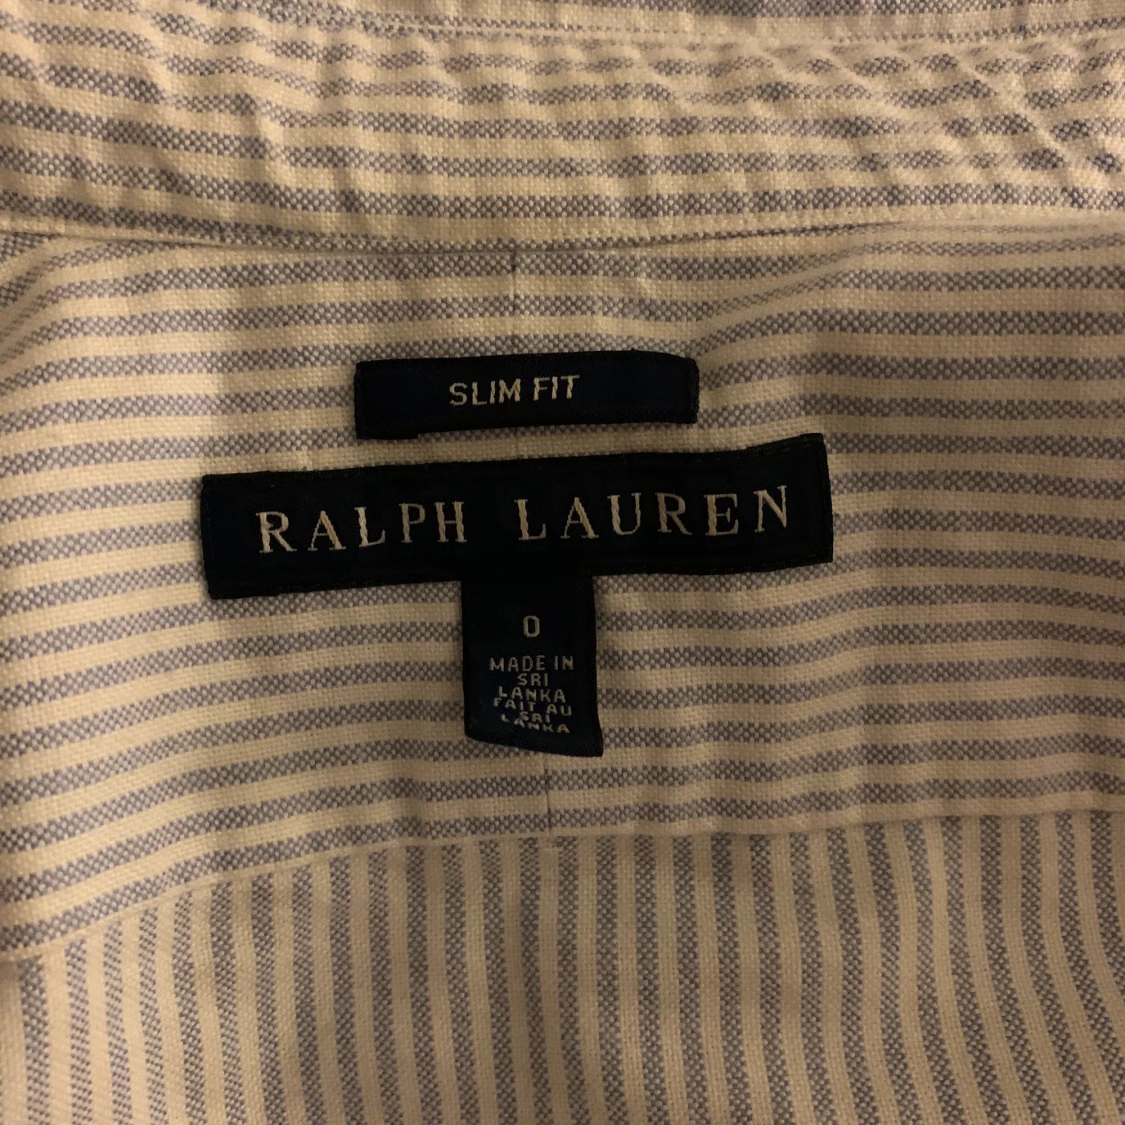 SLIM FIT
RALPH LAUREN
0
MADE IN
SRI
LANKA
FAIT AU
SRI
LANKA